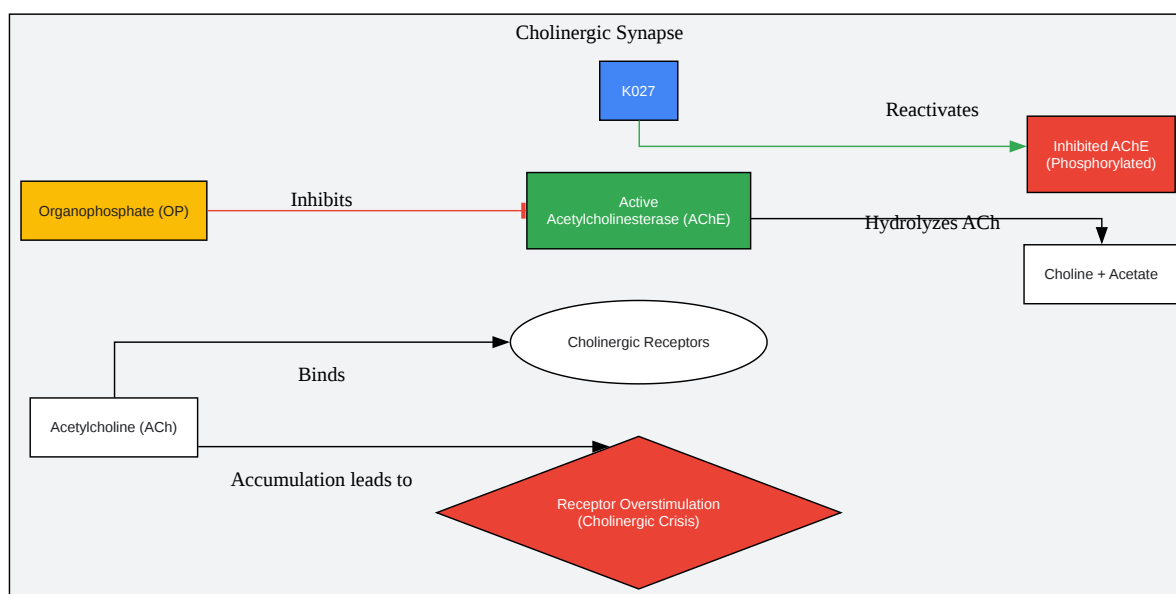 Cholinergic Synapse
K027
Reactivates
Inhibited AChE
(Phosphorylated)
Organophosphate (OP)
Inhibits
Active
Acetylcholinesterase (AChE)
Hydrolyzes ACh
Choline + Acetate
Cholinergic Receptors
Binds
Acetylcholine (ACh)
Accumulation leads to
Receptor Overstimulation
(Cholinergic Crisis)